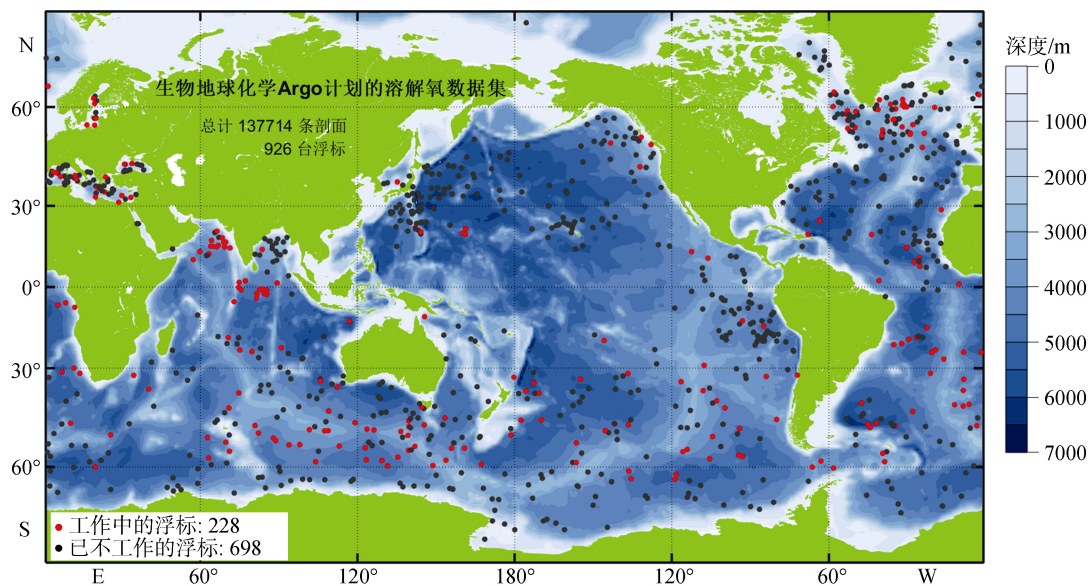 生物地球化学Argo计划的溶解氧数据集
总计 137714 条剖面
926 台浮标
N
60°
30°
0°
30°
60°
S
工作中的浮标: 228
已不工作的浮标: 698
E 60° 120° 180° 120° 60° W
深度/m
0
1000
2000
3000
4000
5000
6000
7000